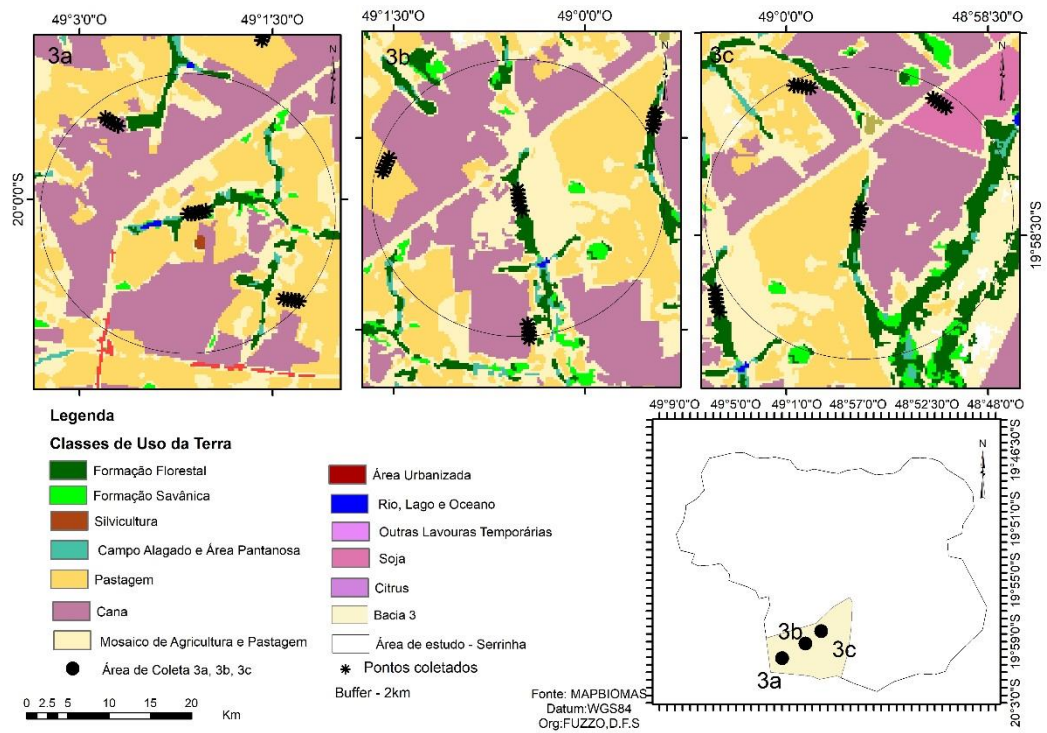 49°3'0"O
49°1'30"O
49°1'30"O
49°0'0"O
49°0'0"O
48°58'30"O
3a
N
3b
N
3c
N
20°0'0"S
19°58'30"S
Legenda
Classes de Uso da Terra
Formação Florestal
Formação Savânica
Silvicultura
Campo Alagado e Área Pantanosa
Pastagem
Cana
Mosaico de Agricultura e Pastagem
Área de Coleta 3a, 3b, 3c
Área Urbanizada
Rio, Lago e Oceano
Outras Lavouras Temporárias
Soja
Citrus
Bacia 3
Área de estudo - Serrinha
Pontos coletados
Buffer - 2km
0 2.5 5 10 15 20
Km
Fonte: MAPBIOMAS
Datum:WGS84
Org:FUZZO,D.F.S
49°9'0"O 49°5'0"O 49°1'0"O 48°57'0"O 48°52'30"O 48°48'0"O
N
19°46'30"S
19°51'0"S
19°55'0"S
19°59'0"S
20°3'0"S
3b
3c
3a